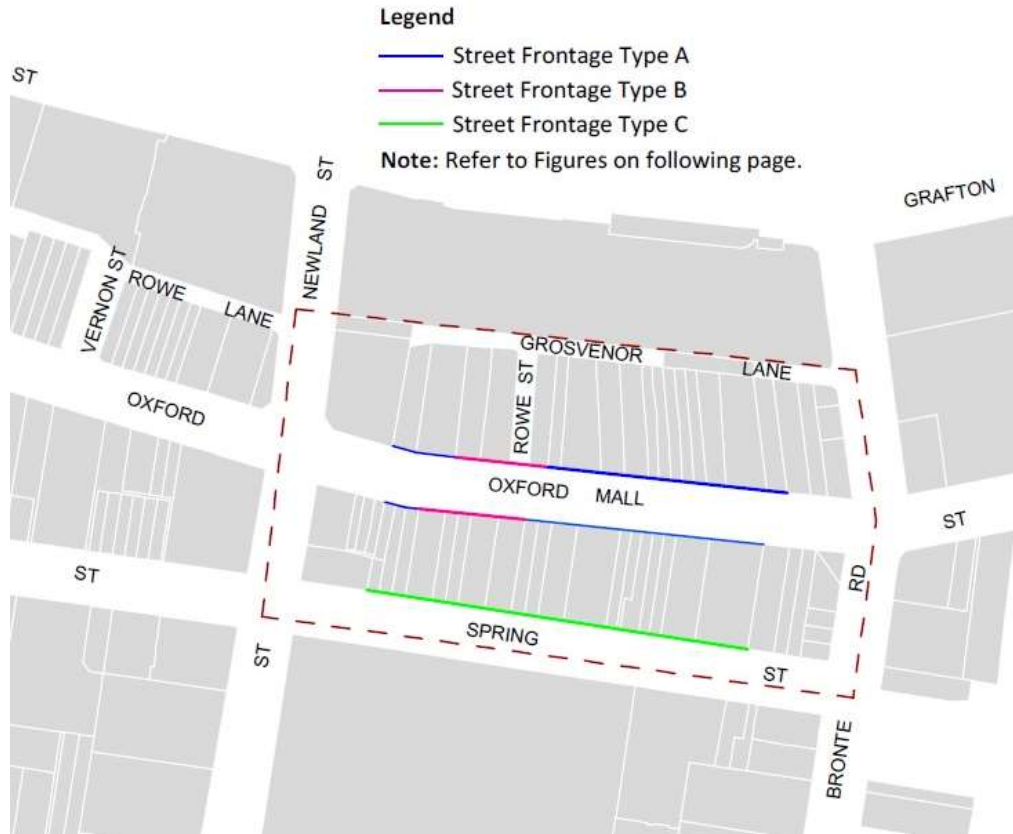 Legend
Street Frontage Type A
Street Frontage Type B
Street Frontage Type C
Note: Refer to Figures on following page.
ST
ST
GRAFTON
NEWLAND
VERNON ST
ROWE
LANE
GROSVENOR
LANE
ROWE ST
OXFORD
OXFORD MALL
ST
ST
RD
SPRING
ST
ST
BRONTE